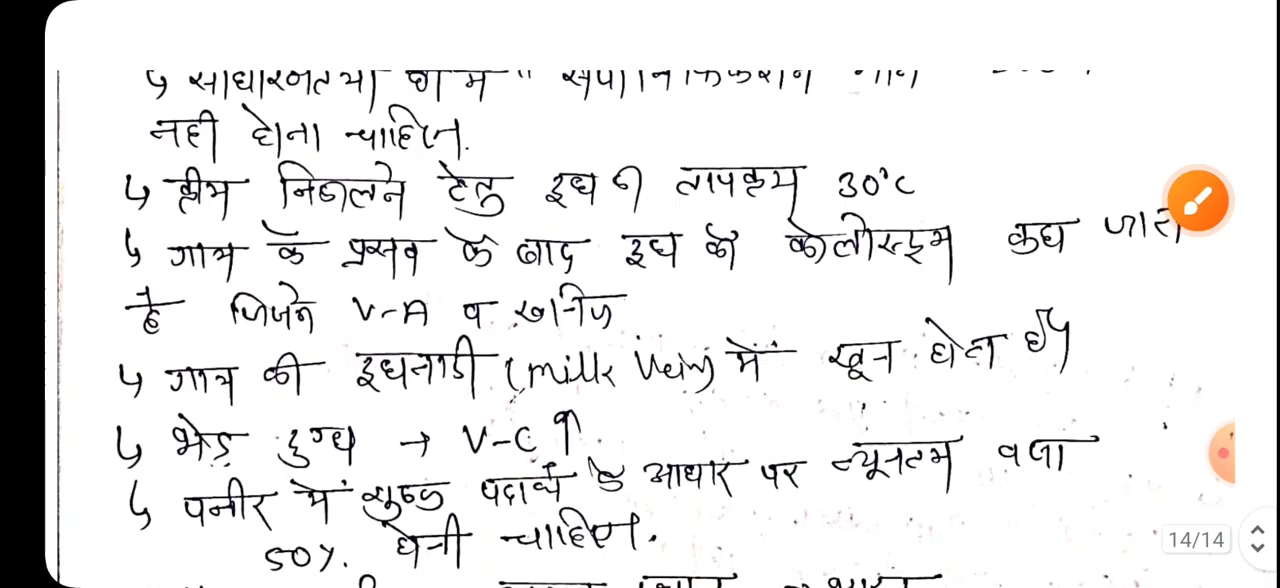 ↳ साधारणतया
नही होना चाहिए.
↳ क्रीम निकालने हेतु दुध का तापक्रम 30°C
↳ गाय के प्रसव के बाद दुध को कोलोस्ट्रम कहा जाता
है जिसमे V-A व खनिज
↳ गाय की दुधनाडी (milk Vein) में खून होता है।
↳ भेड़ दुग्ध → V-C ↑
↳ पनीर में शुष्क पदार्थ के आधार पर न्यूनतम वसा
50%. होनी चाहिए.
14/14